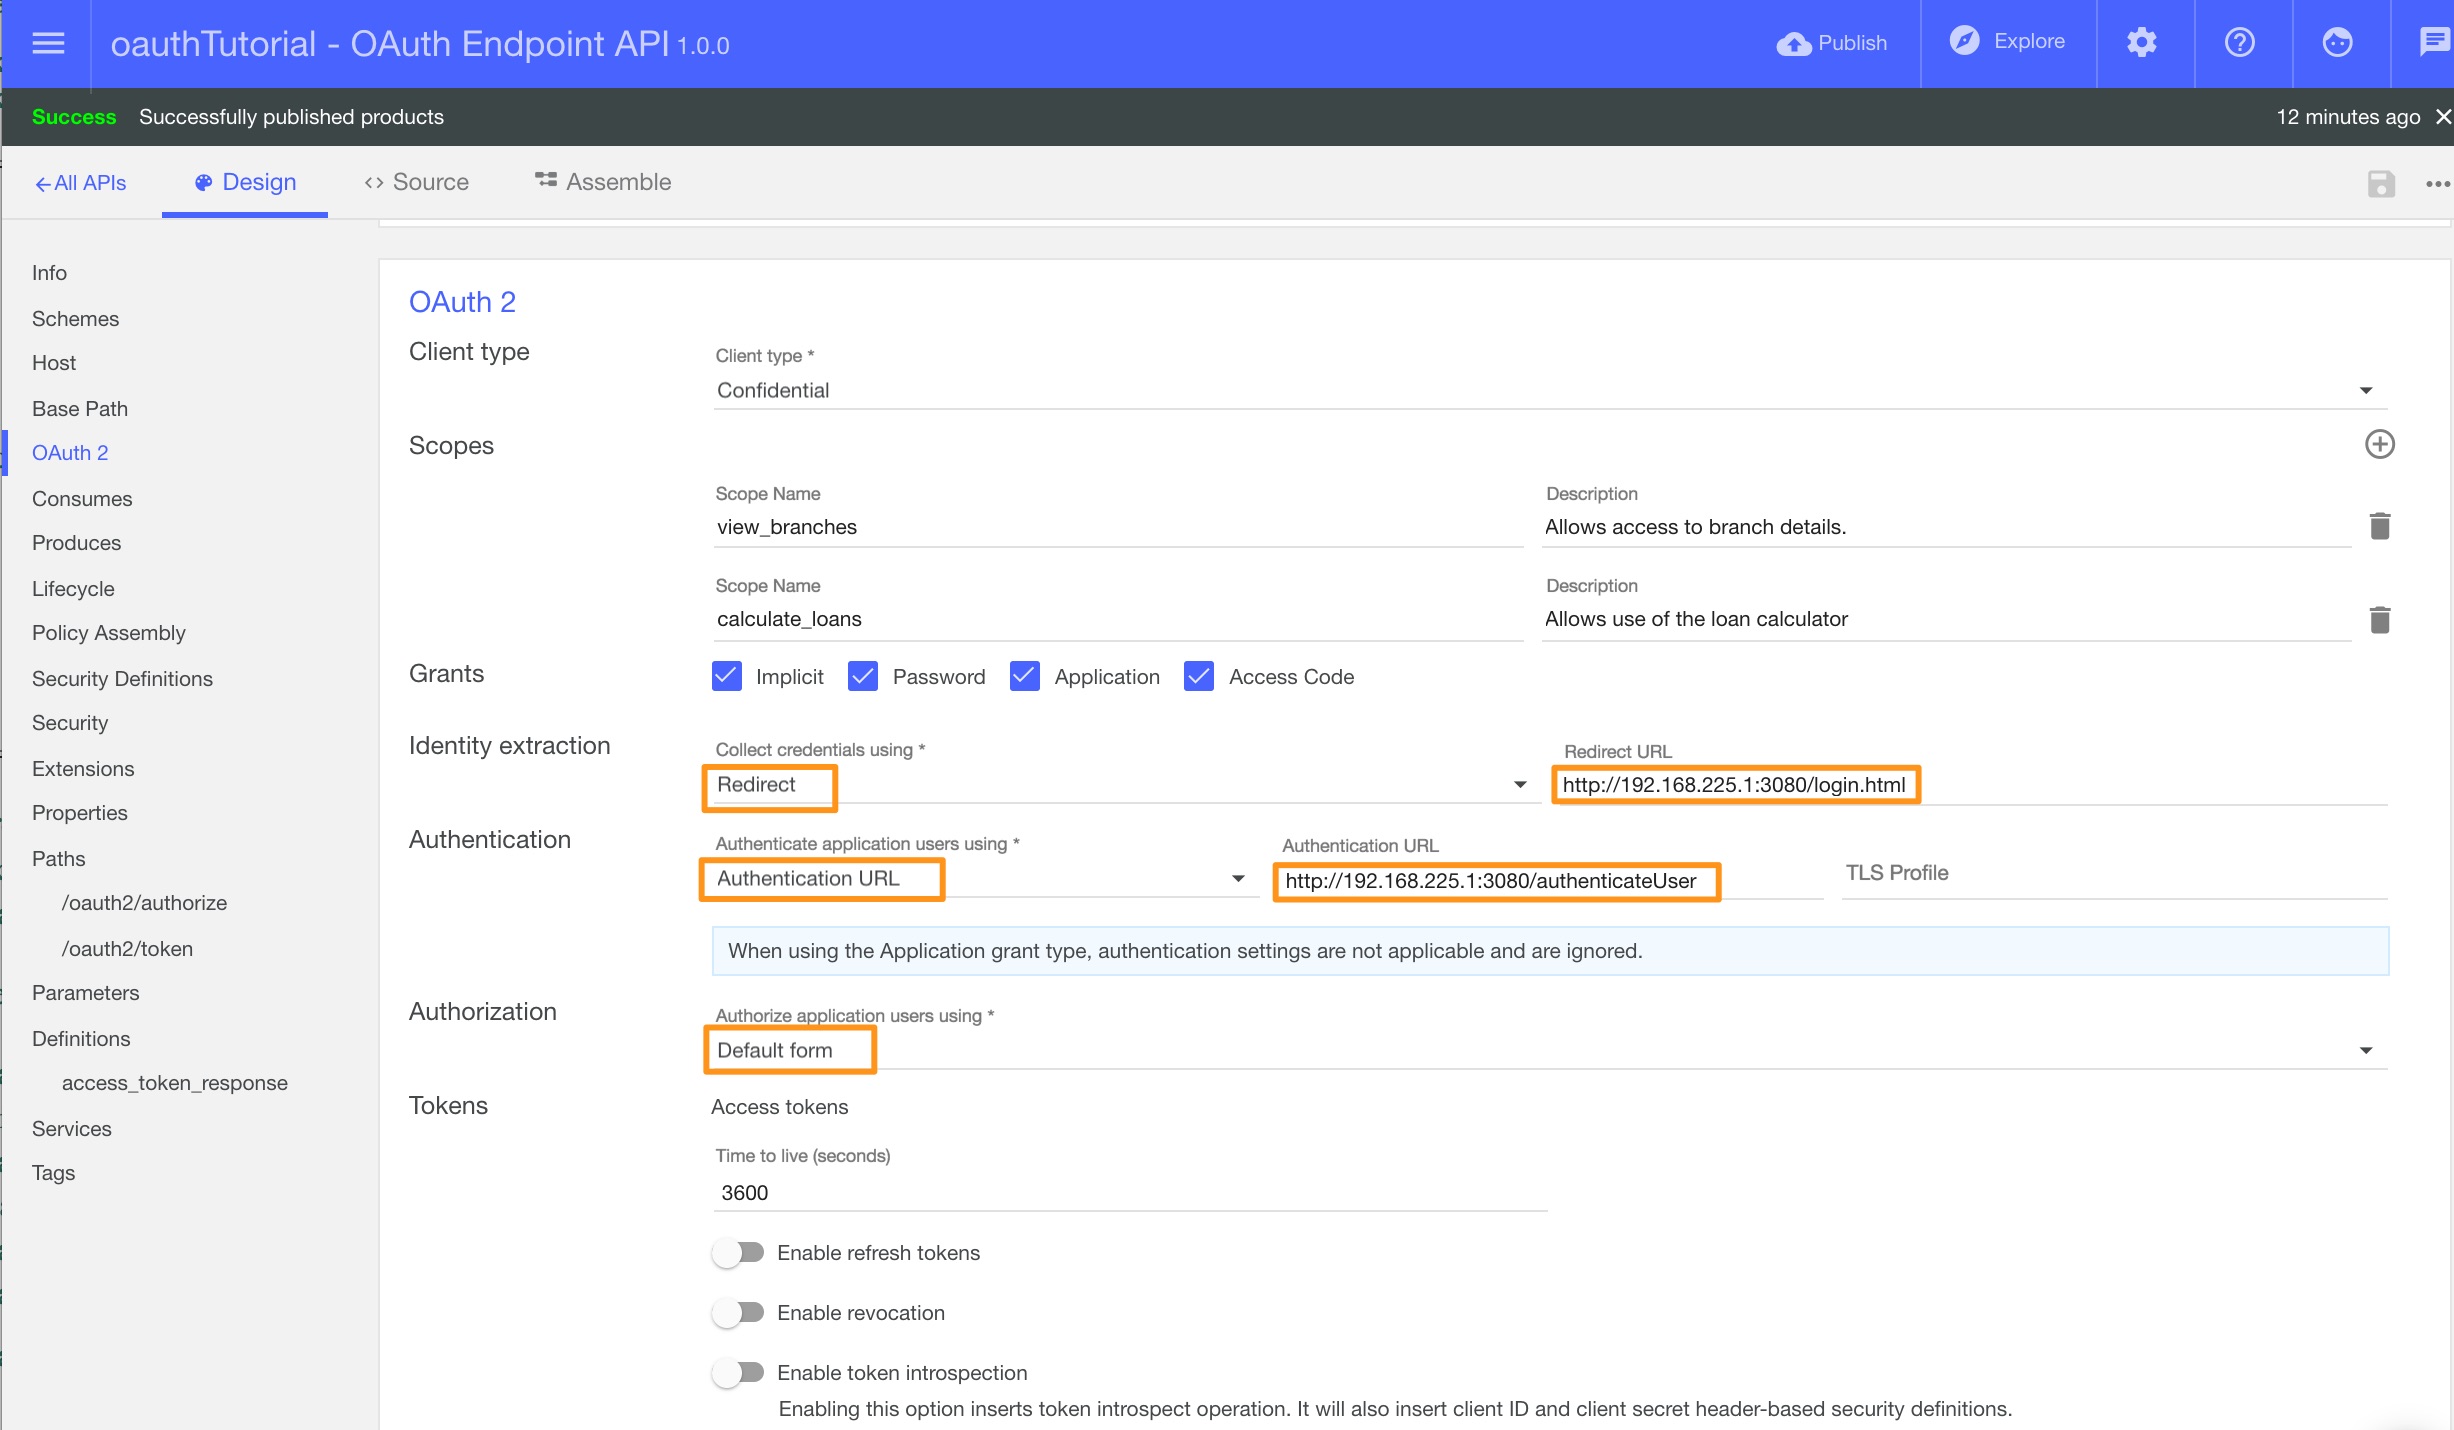 oauthTutorial - OAuth Endpoint API 1.0.0
Publish
Explore
Success Successfully published products
12 minutes ago
All APIs
Design
Source
Assemble
Info
Schemes
Host
Base Path
OAuth 2
Consumes
Produces
Lifecycle
Policy Assembly
Security Definitions
Security
Extensions
Properties
Paths
/oauth2/authorize
/oauth2/token
Parameters
Definitions
access_token_response
Services
Tags
OAuth 2
Client type
Client type *
Confidential
Scopes
Scope Name
Description
view_branches
Allows access to branch details.
Scope Name
Description
calculate_loans
Allows use of the loan calculator
Grants
Implicit
Password
Application
Access Code
Identity extraction
Collect credentials using *
Redirect
Redirect URL
http://192.168.225.1:3080/login.html
Authentication
Authenticate application users using *
Authentication URL
Authentication URL
http://192.168.225.1:3080/authenticateUser
TLS Profile
When using the Application grant type, authentication settings are not applicable and are ignored.
Authorization
Authorize application users using *
Default form
Tokens
Access tokens
Time to live (seconds)
3600
Enable refresh tokens
Enable revocation
Enable token introspection
Enabling this option inserts token introspect operation. It will also insert client ID and client secret header-based security definitions.